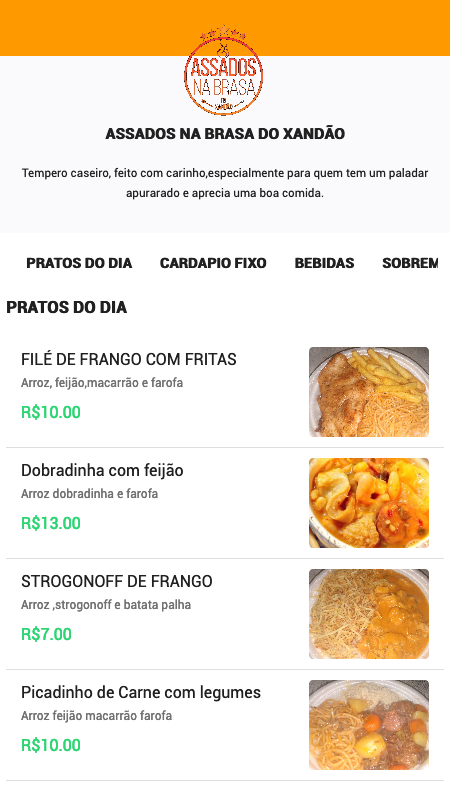 ASSADOS
NA BRASA
DO
XANDÃO
ASSADOS NA BRASA DO XANDÃO
Tempero caseiro, feito com carinho,especialmente para quem tem um paladar
apurarado e aprecia uma boa comida.
PRATOS DO DIA CARDAPIO FIXO BEBIDAS SOBREM
PRATOS DO DIA
FILÉ DE FRANGO COM FRITAS
Arroz, feijão,macarrão e farofa
R$10.00
Dobradinha com feijão
Arroz dobradinha e farofa
R$13.00
STROGONOFF DE FRANGO
Arroz ,strogonoff e batata palha
R$7.00
Picadinho de Carne com legumes
Arroz feijão macarrão farofa
R$10.00